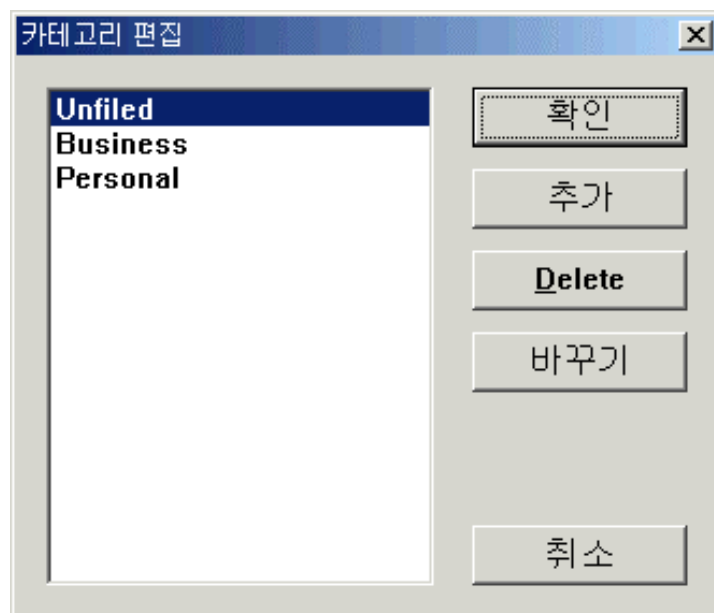 카테고리 편집
Unfiled
Business
Personal
확인
추가
Delete
바꾸기
취소